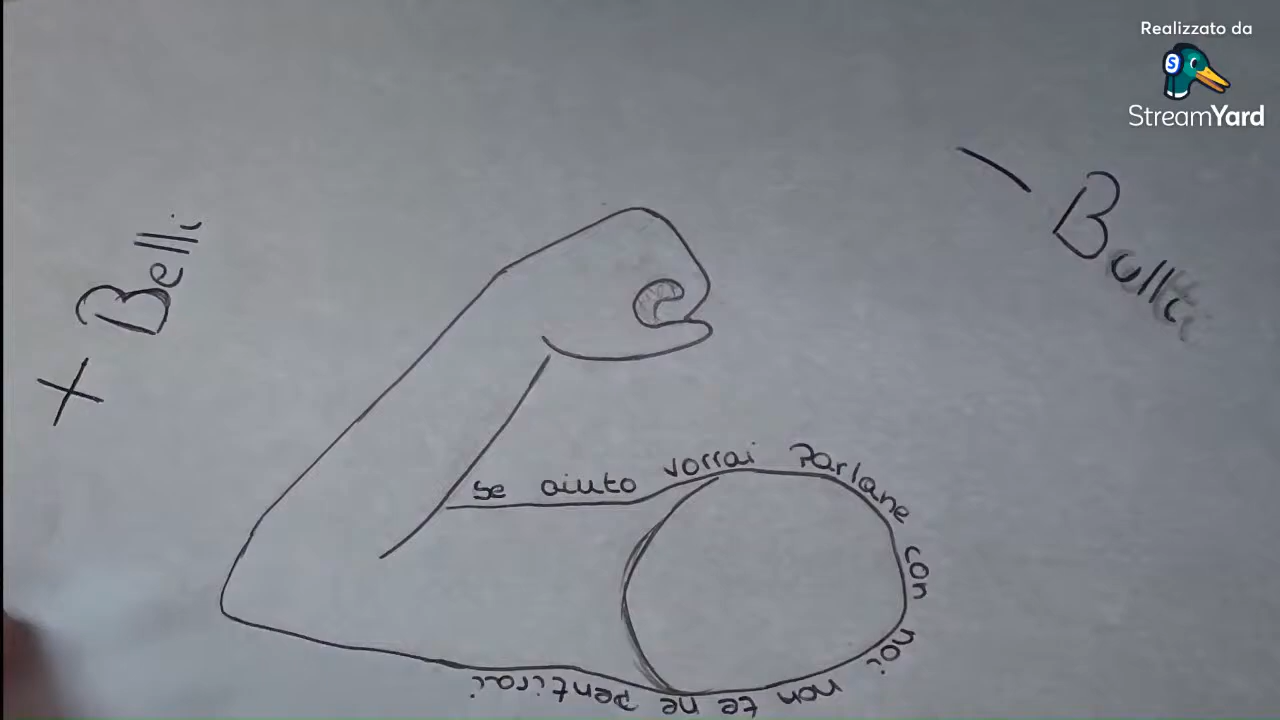 Realizzato da
StreamYard
+ Belli
- Bulli
se aiuto vorrai Parlane con noi non te ne pentirai